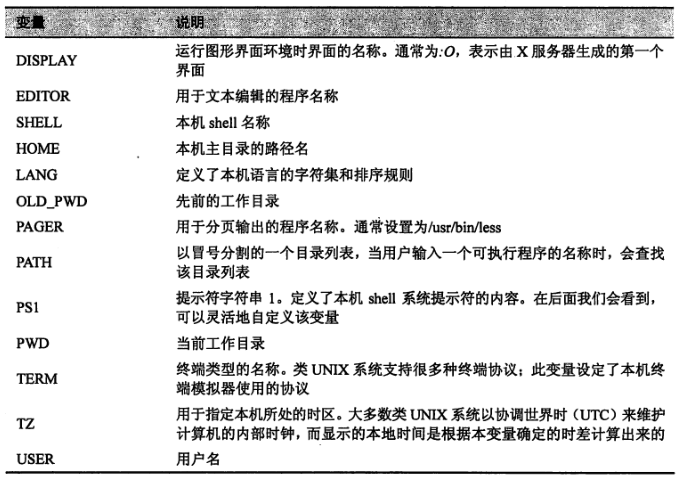 变量 说明
DISPLAY 运行图形界面环境时界面的名称。通常为:O，表示由 X 服务器生成的第一个
界面
EDITOR 用于文本编辑的程序名称
SHELL 本机 shell 名称
HOME 本机主目录的路径名
LANG 定义了本机语言的字符集和排序规则
OLD_PWD 先前的工作目录
PAGER 用于分页输出的程序名称。通常设置为/usr/bin/less
PATH 以冒号分割的一个目录列表，当用户输入一个可执行程序的名称时，会查找
该目录列表
PS1 提示符字符串 1。定义了本机 shell 系统提示符的内容。在后面我们会看到，
可以灵活地自定义该变量
PWD 当前工作目录
TERM 终端类型的名称。类 UNIX 系统支持很多种终端协议；此变量设定了本机终
端模拟器使用的协议
TZ 用于指定本机所处的时区。大多数类 UNIX 系统以协调世界时（UTC）来维护
计算机的内部时钟，而显示的本地时间是根据本变量确定的时差计算出来的
USER 用户名